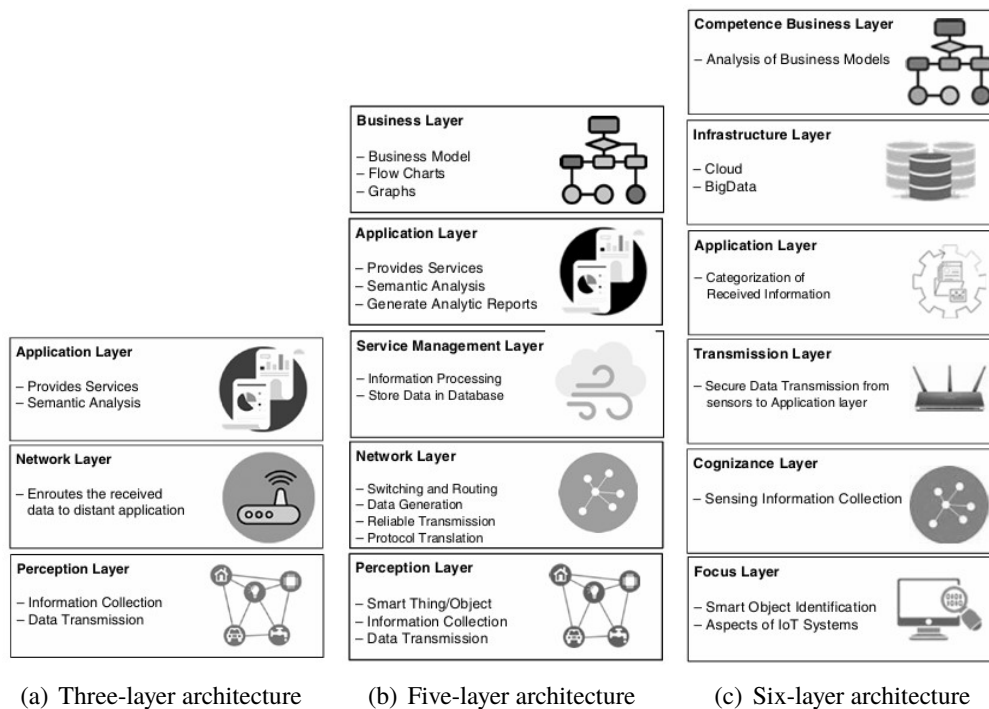 Application Layer
– Provides Services
– Semantic Analysis
Network Layer
– Enroutes the received
data to distant application
Perception Layer
– Information Collection
– Data Transmission
(a) Three-layer architecture
Business Layer
– Business Model
– Flow Charts
– Graphs
Application Layer
– Provides Services
– Semantic Analysis
– Generate Analytic Reports
Service Management Layer
– Information Processing
– Store Data in Database
Network Layer
– Switching and Routing
– Data Generation
– Reliable Transmission
– Protocol Translation
Perception Layer
– Smart Thing/Object
– Information Collection
– Data Transmission
(b) Five-layer architecture
Competence Business Layer
– Analysis of Business Models
Infrastructure Layer
– Cloud
– BigData
Application Layer
– Categorization of
Received Information
Transmission Layer
– Secure Data Transmission from
sensors to Application layer
Cognizance Layer
– Sensing Information Collection
Focus Layer
– Smart Object Identification
– Aspects of IoT Systems
(c) Six-layer architecture